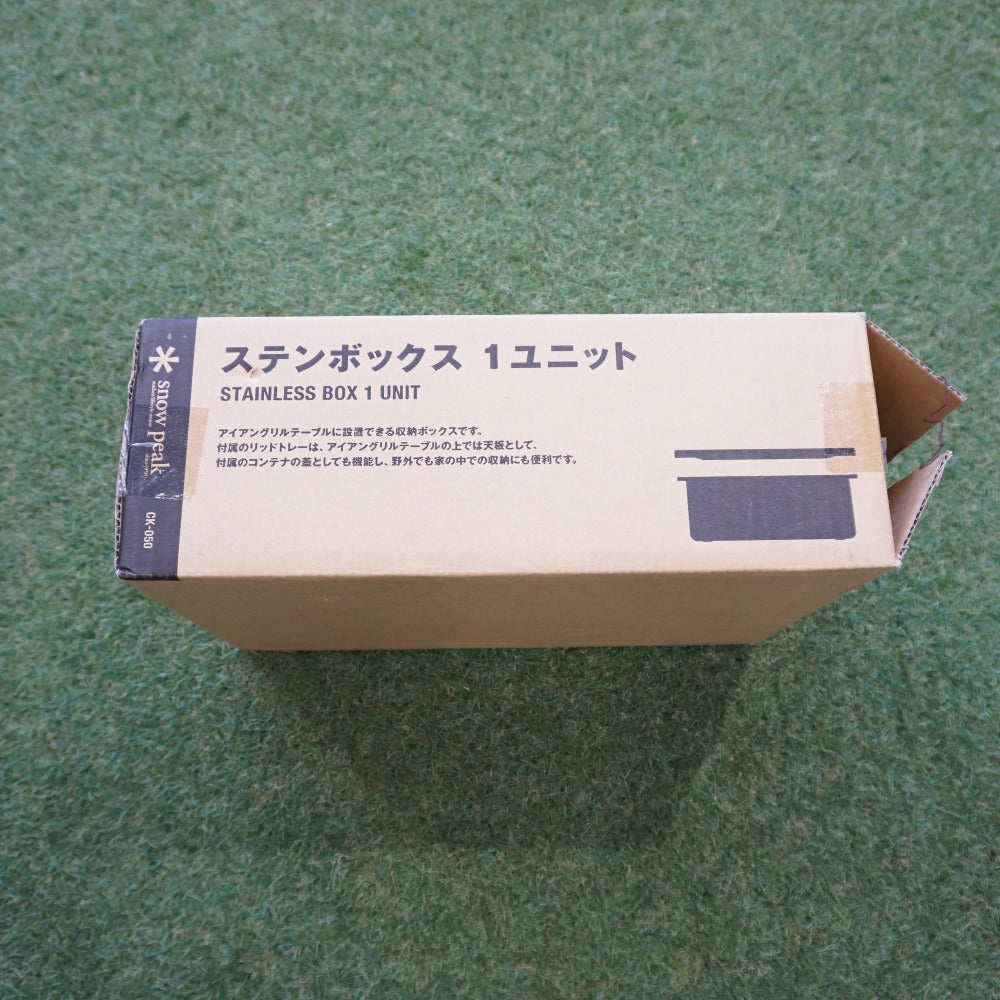 ステンボックス 1ユニット
STAINLESS BOX 1 UNIT
アイアングリルテーブルに設置できる収納ボックスです。
付属のリッドトレーは、アイアングリルテーブルの上では天板として、
付属のコンテナの蓋としても機能し、野外でも家の中での収納にも便利です。
snow peak
CK-050